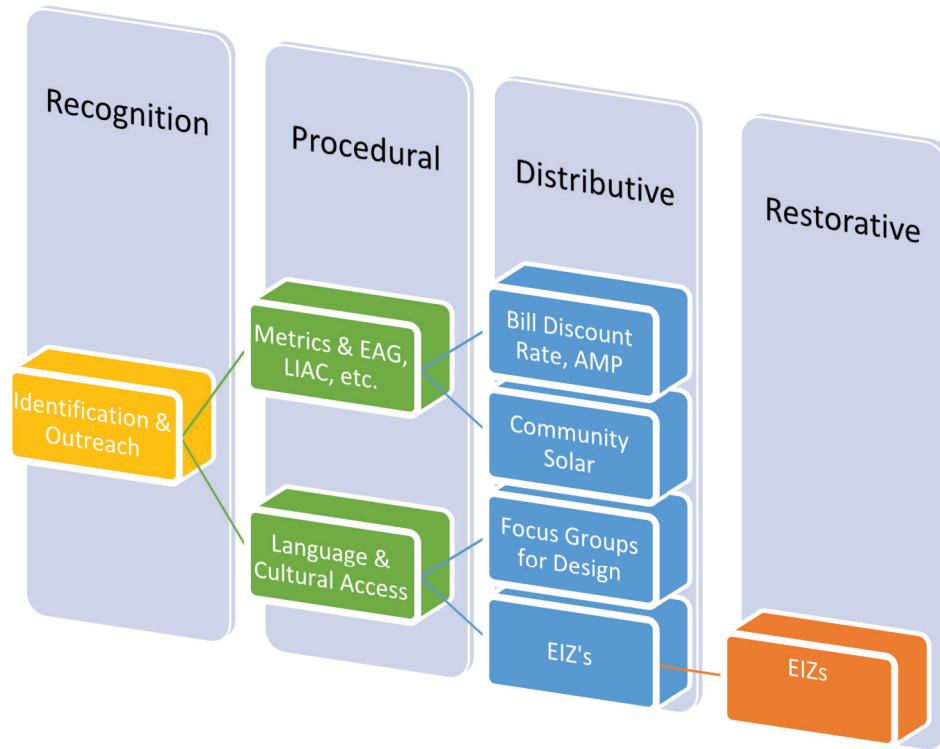 Recognition
Procedural
Distributive
Restorative
Identification &
Outreach
Metrics & EAG,
LIAC, etc.
Language &
Cultural Access
Bill Discount
Rate, AMP
Community
Solar
Focus Groups
for Design
EIZ's
EIZs